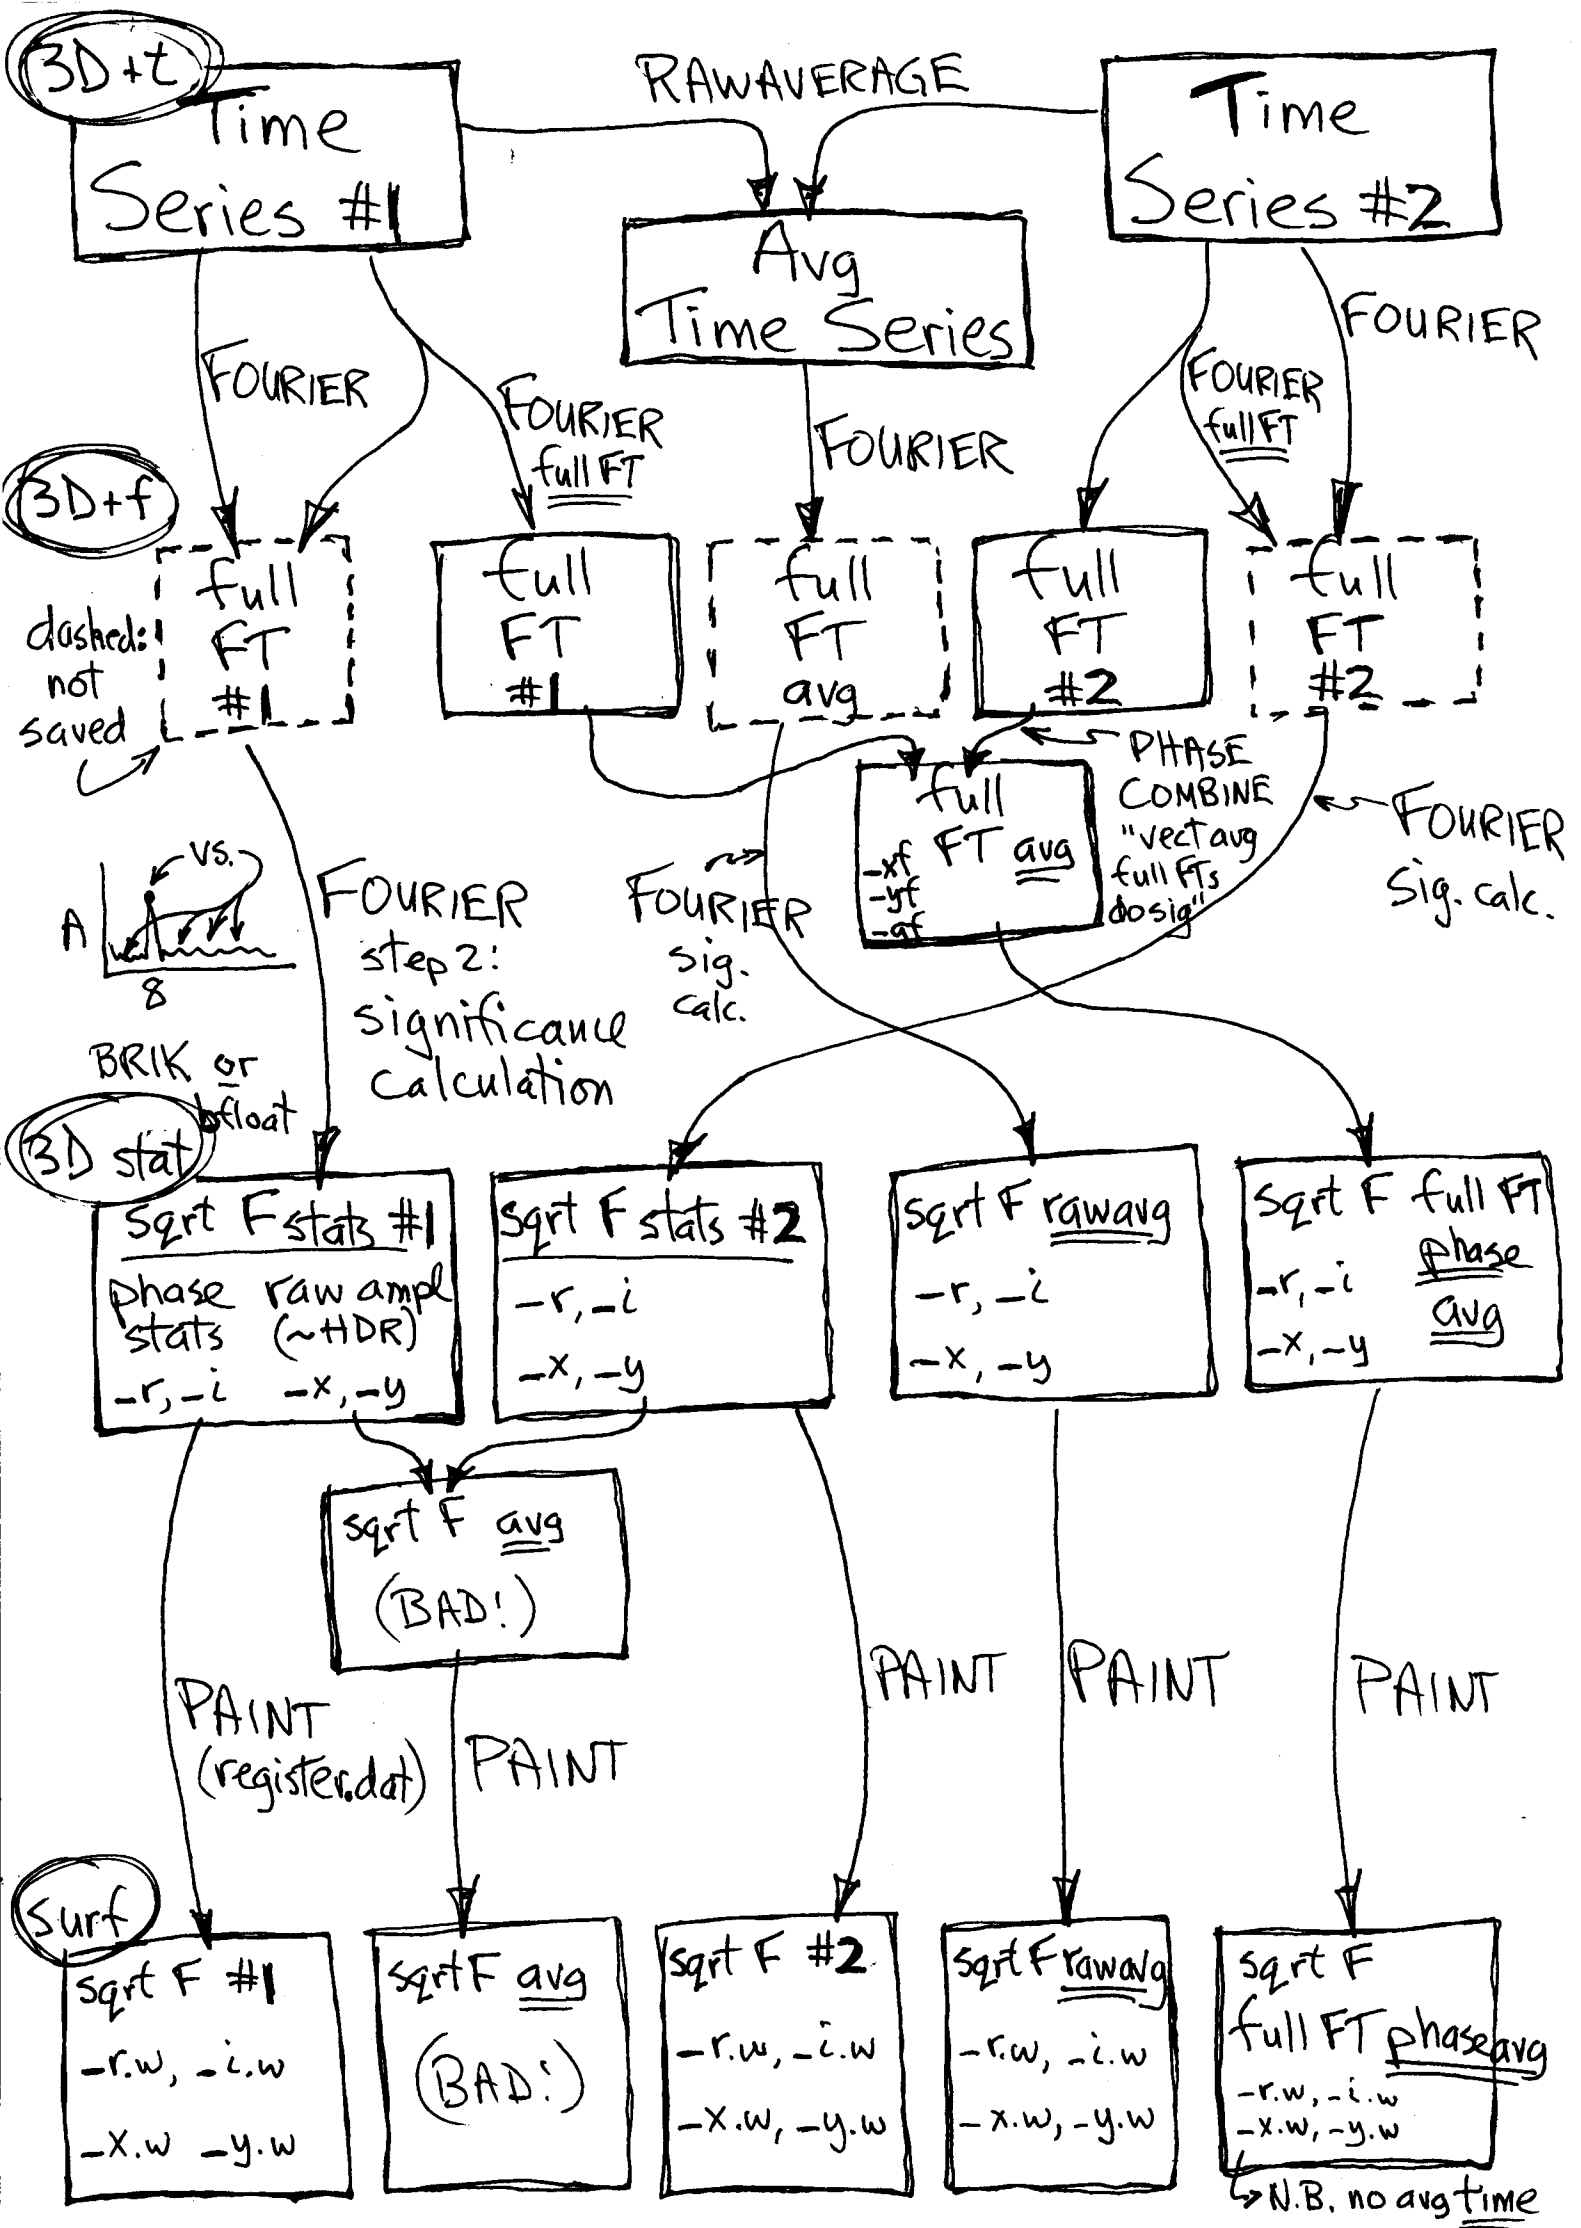 3D+t
Time
Series #1
RAWAVERAGE
Time
Series #2
Avg
Time Series
FOURIER
FOURIER
full FT
FOURIER
FOURIER
full FT
FOURIER
3D+f
dashed:
not
saved
full
FT
#1
full
FT
#1
full
FT
avg
full
FT
#2
full
FT
#2
PHASE
COMBINE
"vect avg
full FTs
dosig"
full
FT avg
-xf
-yf
-af
FOURIER
Sig. calc.
vs.
A
8
FOURIER
step 2:
significance
calculation
FOURIER
sig.
calc.
BRIK or
bfloat
3D stat
sqrt F stats #1
phase raw ampl
stats (~HDR)
-r, -i -x, -y
sqrt F stats #2
-r, -i
-x, -y
sqrt F rawavg
-r, -i
-x, -y
sqrt F full FT
phase
avg
-r, -i
-x, -y
sqrt F avg
(BAD!)
PAINT
(register.dat)
PAINT
PAINT
PAINT
PAINT
surf
sqrt F #1
-r.w, -i.w
-x.w -y.w
sqrt F avg
(BAD!)
sqrt F #2
-r.w, -i.w
-x.w, -y.w
sqrt F rawavg
-r.w, -i.w
-x.w, -y.w
sqrt F
full FT phase avg
-r.w, -i.w
-x.w, -y.w
N.B. no avg time